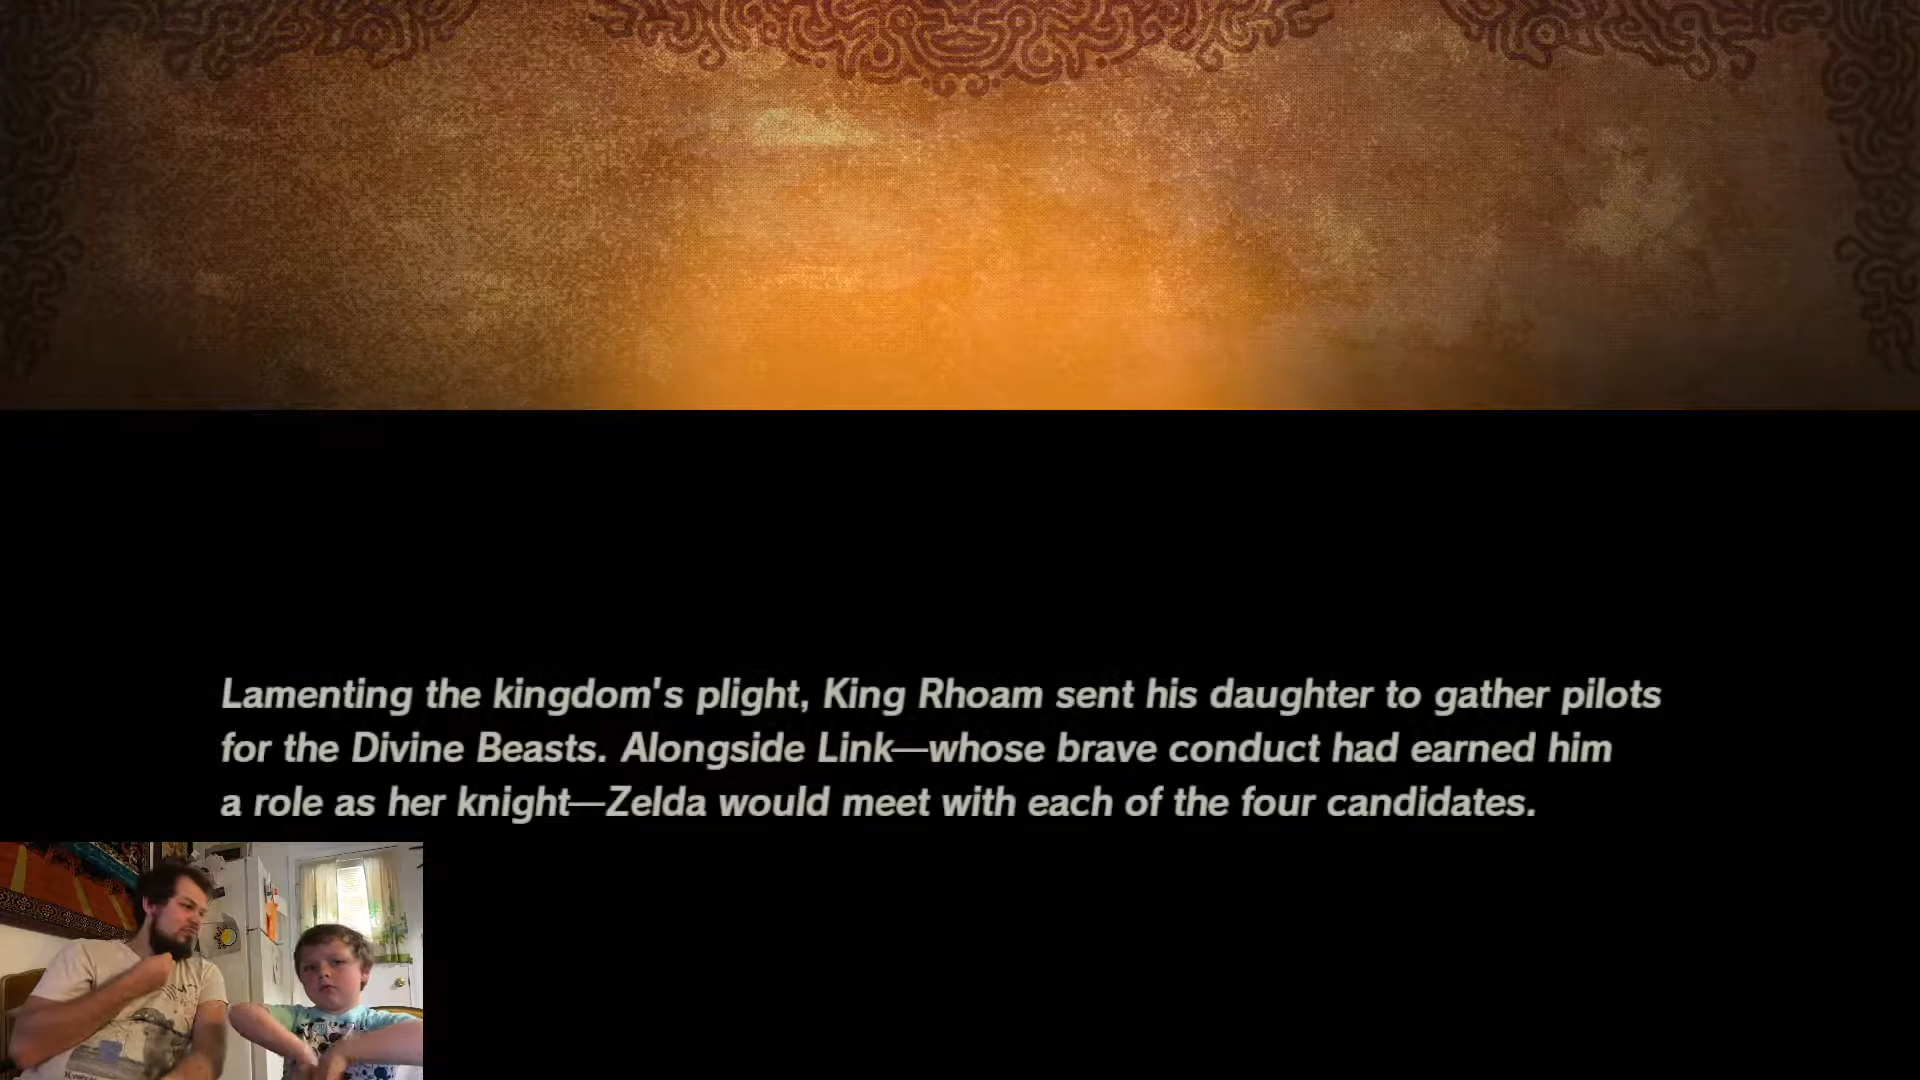 Lamenting the kingdom's plight, King Rhoam sent his daughter to gather pilots
for the Divine Beasts. Alongside Link—whose brave conduct had earned him
a role as her knight—Zelda would meet with each of the four candidates.